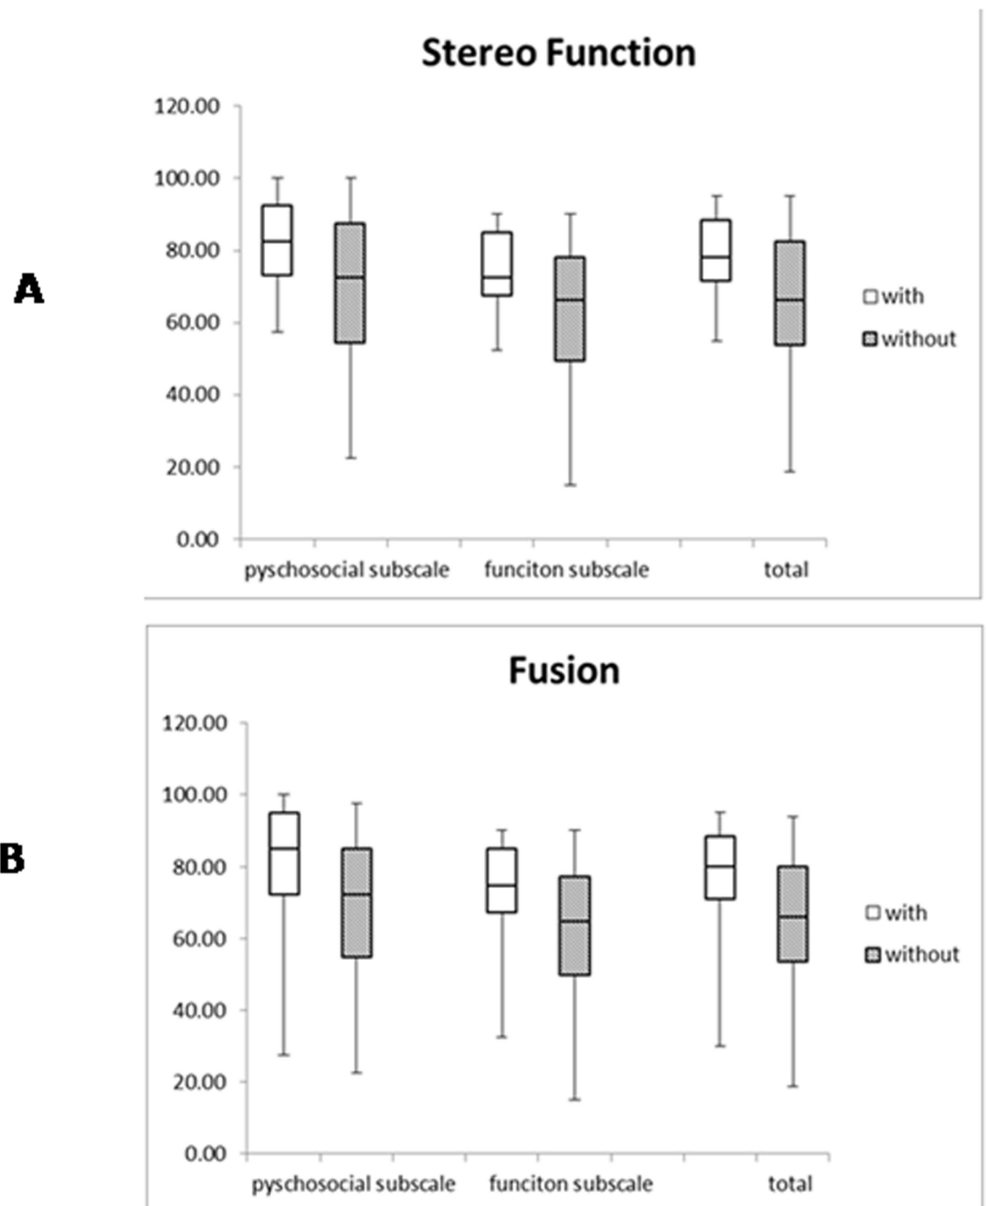 A
Stereo Function
120.00
100.00
80.00
60.00
40.00
20.00
0.00
pyschosocial subscale funciton subscale total
with
without
B
Fusion
120.00
100.00
80.00
60.00
40.00
20.00
0.00
pyschosocial subscale funciton subscale total
with
without